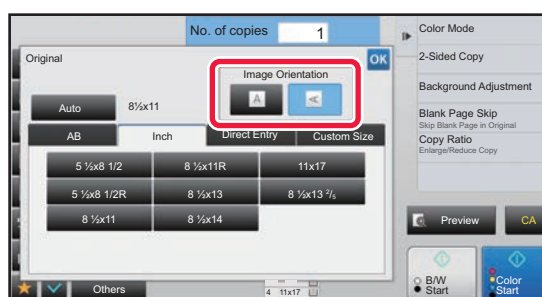 No. of copies 1
Original
OK
Image Orientation
A A
Auto 8½x11
AB Inch Direct Entry Custom Size
5 ½x8 1/2 8 ½x11R 11x17
5 ½x8 1/2R 8 ½x13 8 ½x13 ²/₅
8 ½x11 8 ½x14
Others
4 11x17
Color Mode
2-Sided Copy
Background Adjustment
Blank Page Skip
Skip Blank Page in Original
Copy Ratio
Enlarge/Reduce Copy
Preview CA
B/W Start
Color Start